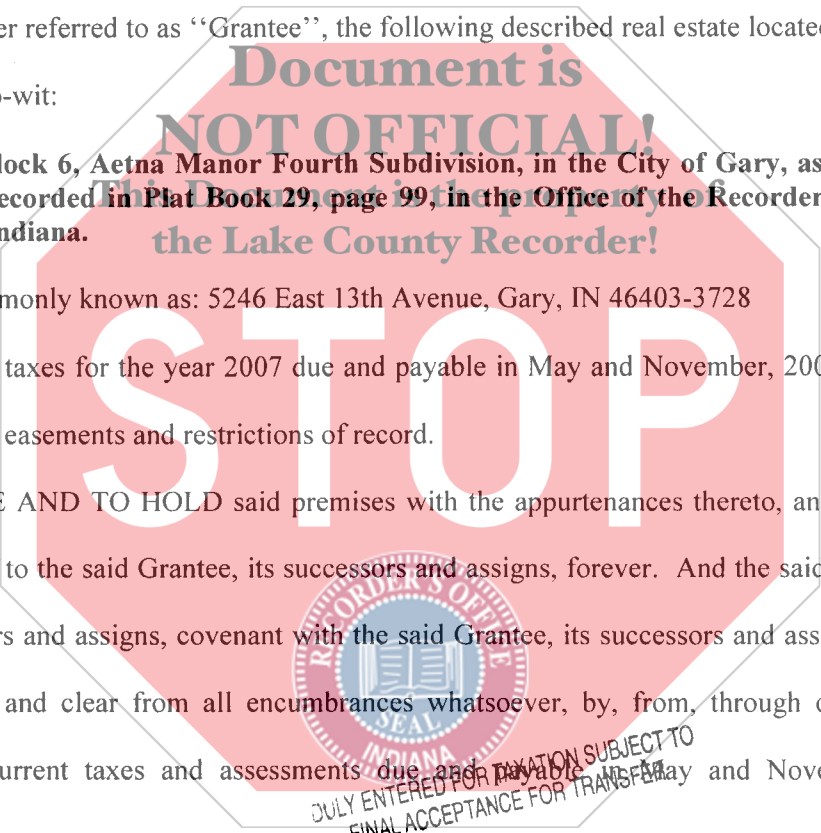 er referred to as “Grantee”, the following described real estate located
Document is
o-wit:
NOT OFFICIAL!
lock 6, Aetna Manor Fourth Subdivision, in the City of Gary, as
This Document is the property of
ecorded in Plat Book 29, page 99, in the Office of the Recorder
ndiana.
the Lake County Recorder!
monly known as: 5246 East 13th Avenue, Gary, IN 46403-3728
STOP
taxes for the year 2007 due and payable in May and November, 200
easements and restrictions of record.
E AND TO HOLD said premises with the appurtenances thereto, an
to the said Grantee, its successors and assigns, forever. And the said
RECORDER'S OFFICE
rs and assigns, covenant with the said Grantee, its successors and ass
and clear from all encumbrances whatsoever, by, from, through o
SEAL
INDIANA
urrent taxes and assessments due and payable in May and Nove
DULY ENTERED FOR TAXATION SUBJECT TO
FINAL ACCEPTANCE FOR TRANSFER